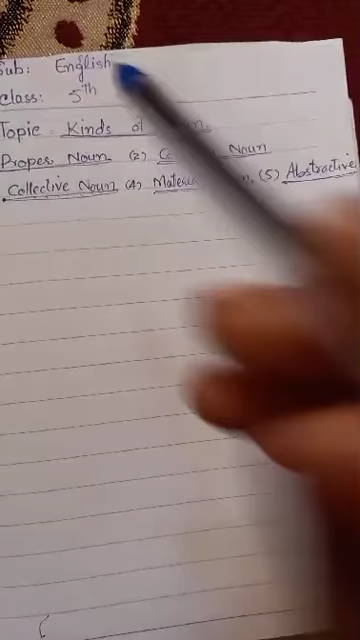 Sub: English
Class: 5th
Topic Kinds of
Proper Noun (2) Noun
Collective Noun (4) (5) Abstractive